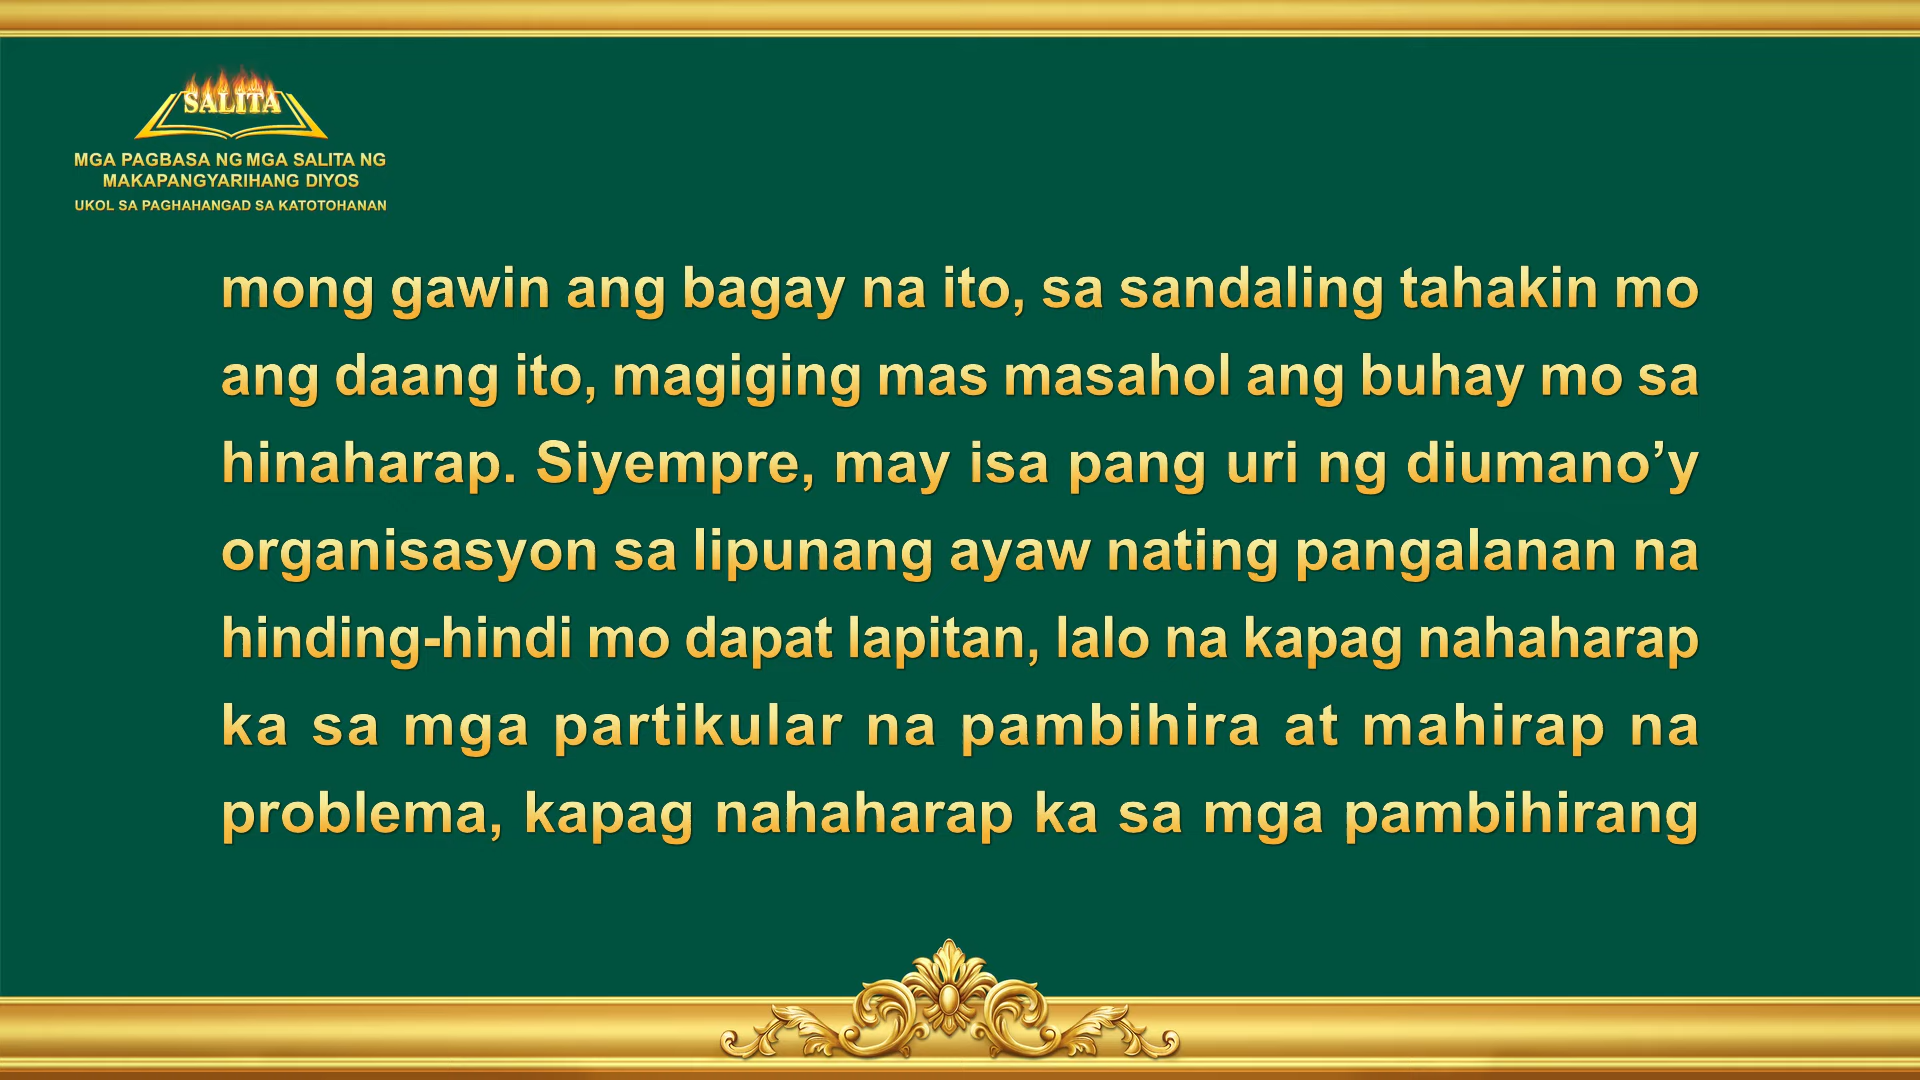 SALITA
MGA PAGBASA NG MGA SALITA NG
MAKAPANGYARIHANG DIYOS
UKOL SA PAGHAHANGAD SA KATOTOHANAN
mong gawin ang bagay na ito, sa sandaling tahakin mo
ang daang ito, magiging mas masahol ang buhay mo sa
hinaharap. Siyempre, may isa pang uri ng diumano’y
organisasyon sa lipunang ayaw nating pangalanan na
hinding-hindi mo dapat lapitan, lalo na kapag nahaharap
ka sa mga partikular na pambihira at mahirap na
problema, kapag nahaharap ka sa mga pambihirang